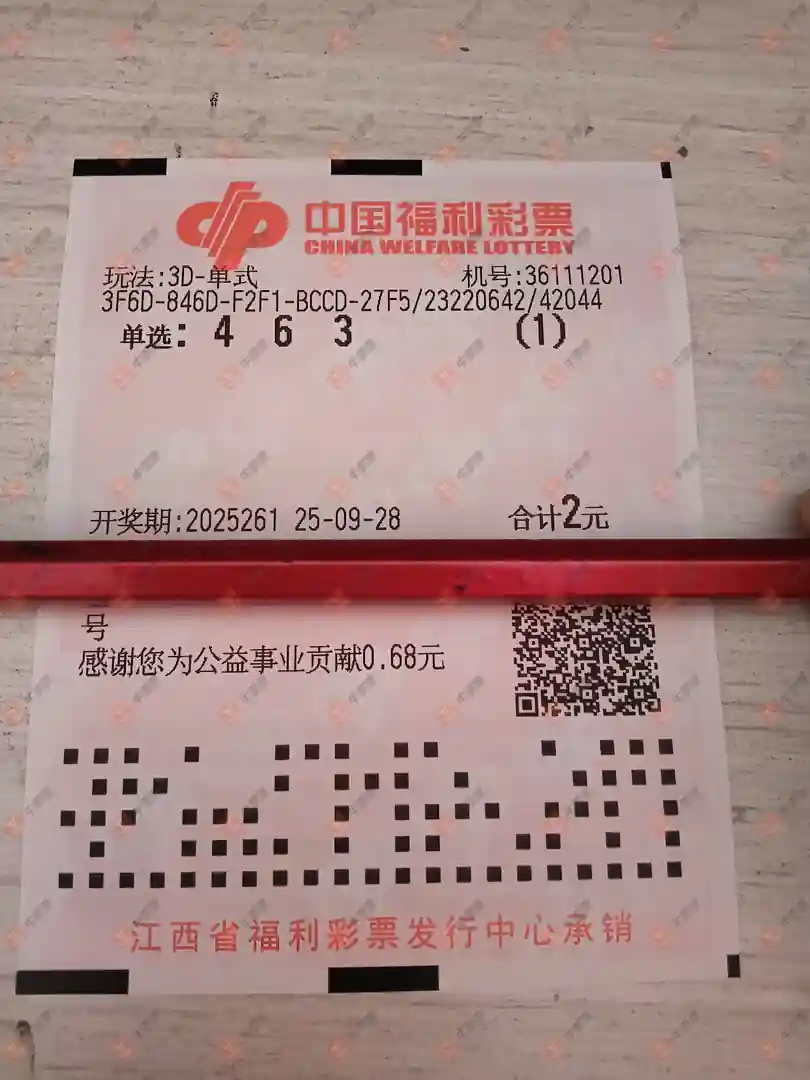 中国福利彩票
CHINA WELFARE LOTTERY
玩法:3D-单式 机号:36111201
3F6D-846D-F2F1-BCCD-27F5/23220642/42044
单选: 4 6 3 (1)
开奖期:2025261 25-09-28 合计2元
号
感谢您为公益事业贡献0.68元
江西省福利彩票发行中心承销